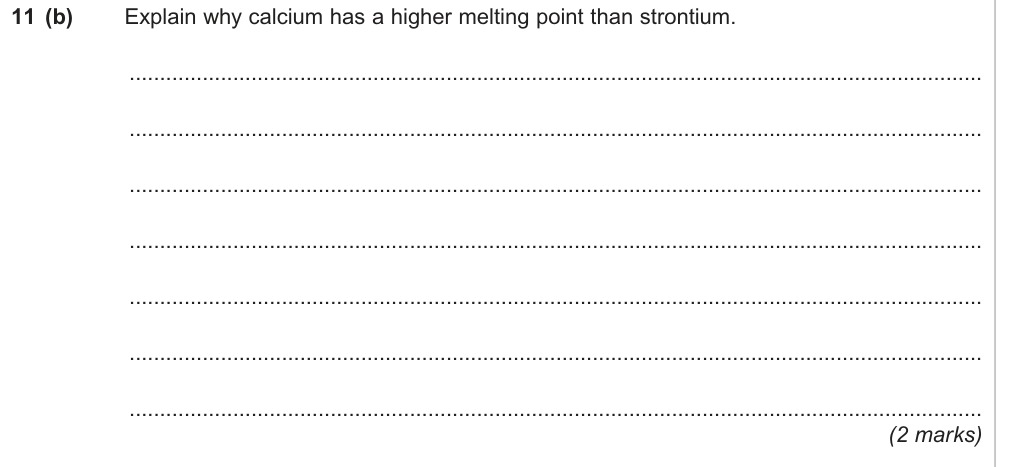 11 (b) Explain why calcium has a higher melting point than strontium.
(2 marks)